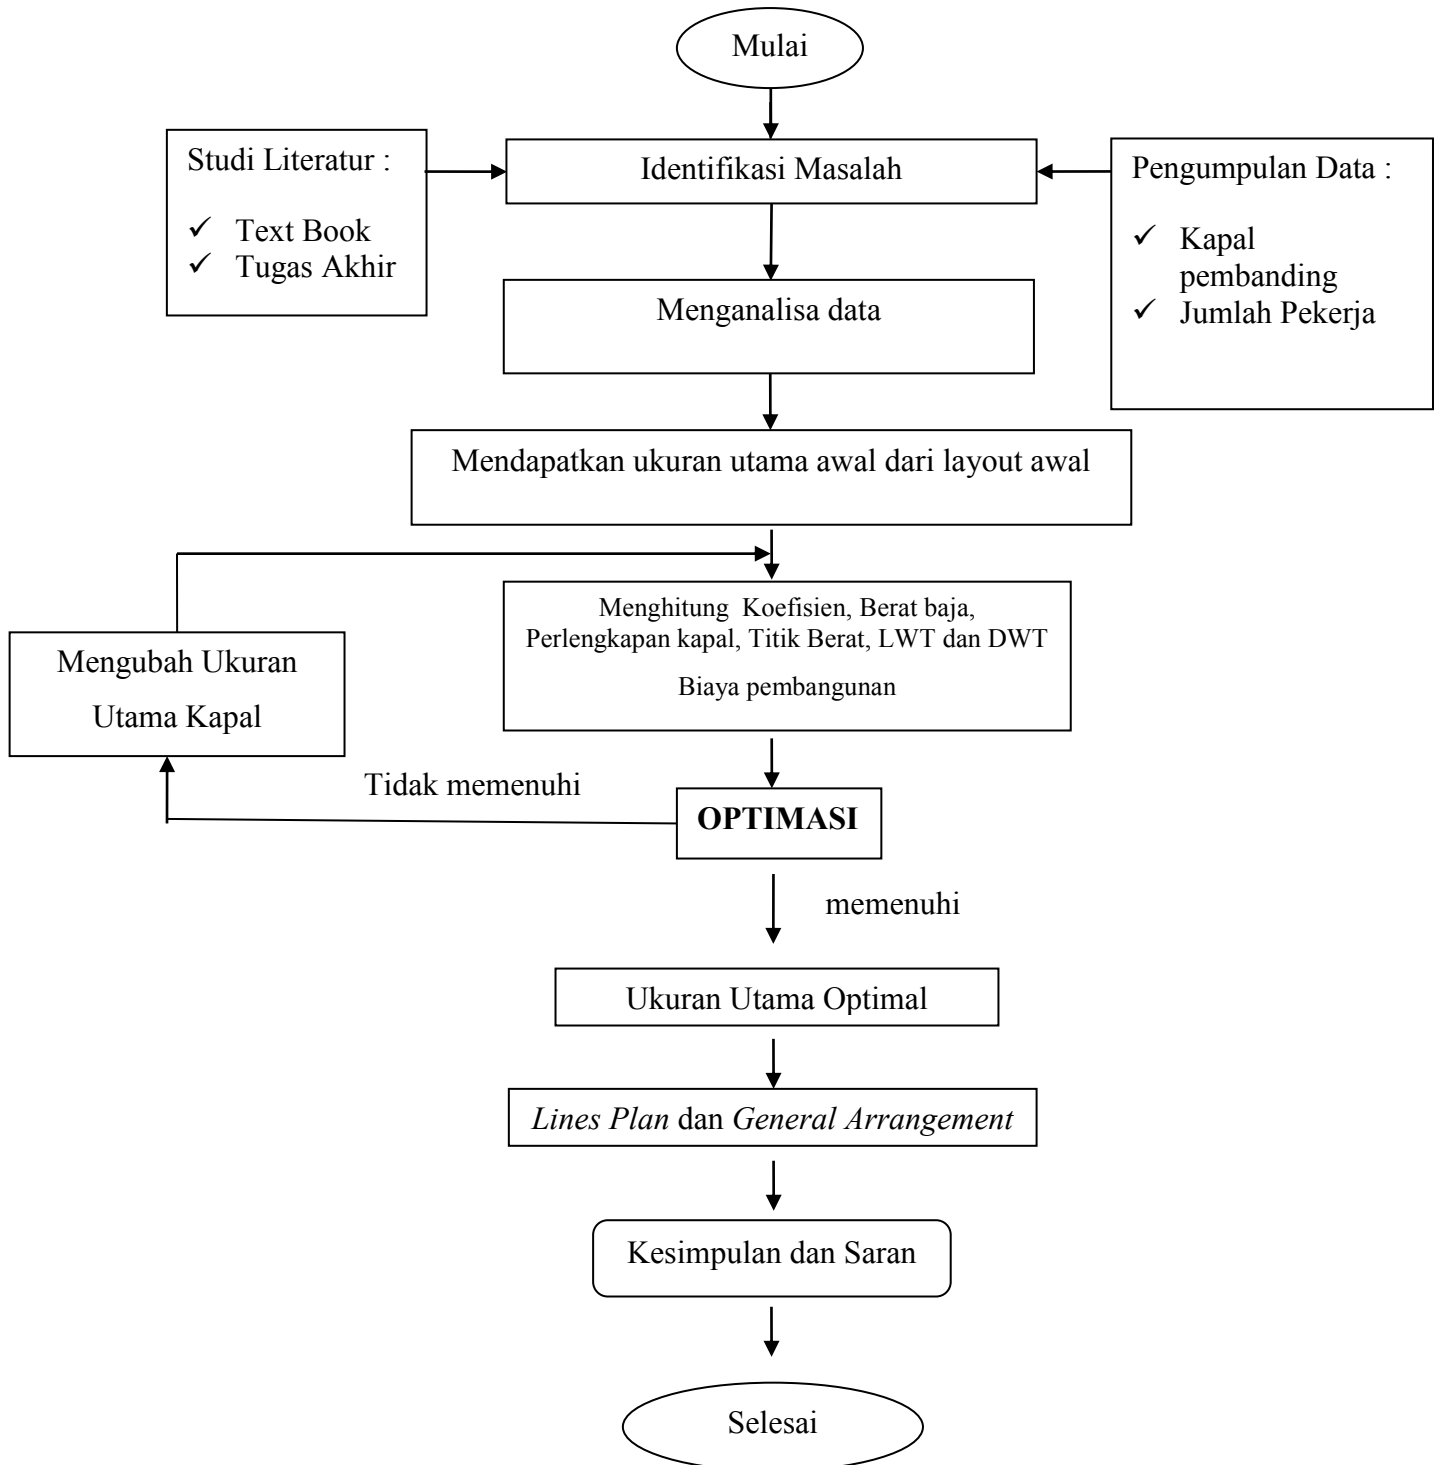 Mulai
Studi Literatur :
✓ Text Book
✓ Tugas Akhir
Identifikasi Masalah
Pengumpulan Data :
✓ Kapal
pembanding
✓ Jumlah Pekerja
Menganalisa data
Mendapatkan ukuran utama awal dari layout awal
Menghitung Koefisien, Berat baja,
Perlengkapan kapal, Titik Berat, LWT dan DWT
Biaya pembangunan
Mengubah Ukuran
Utama Kapal
Tidak memenuhi
OPTIMASI
memenuhi
Ukuran Utama Optimal
Lines Plan dan General Arrangement
Kesimpulan dan Saran
Selesai